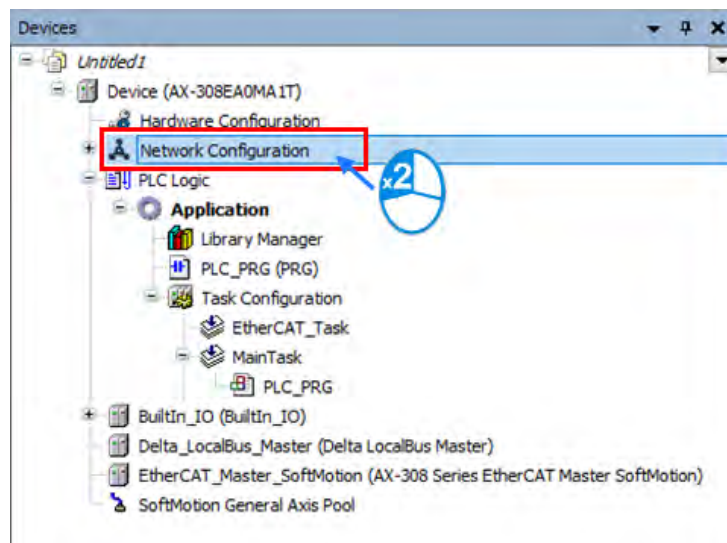 Devices
Untitled1
Device (AX-308EA0MA1T)
Hardware Configuration
Network Configuration
x2
PLC Logic
Application
Library Manager
PLC_PRG (PRG)
Task Configuration
EtherCAT_Task
MainTask
PLC_PRG
BuiltIn_IO (BuiltIn_IO)
Delta_LocalBus_Master (Delta LocalBus Master)
EtherCAT_Master_SoftMotion (AX-308 Series EtherCAT Master SoftMotion)
SoftMotion General Axis Pool